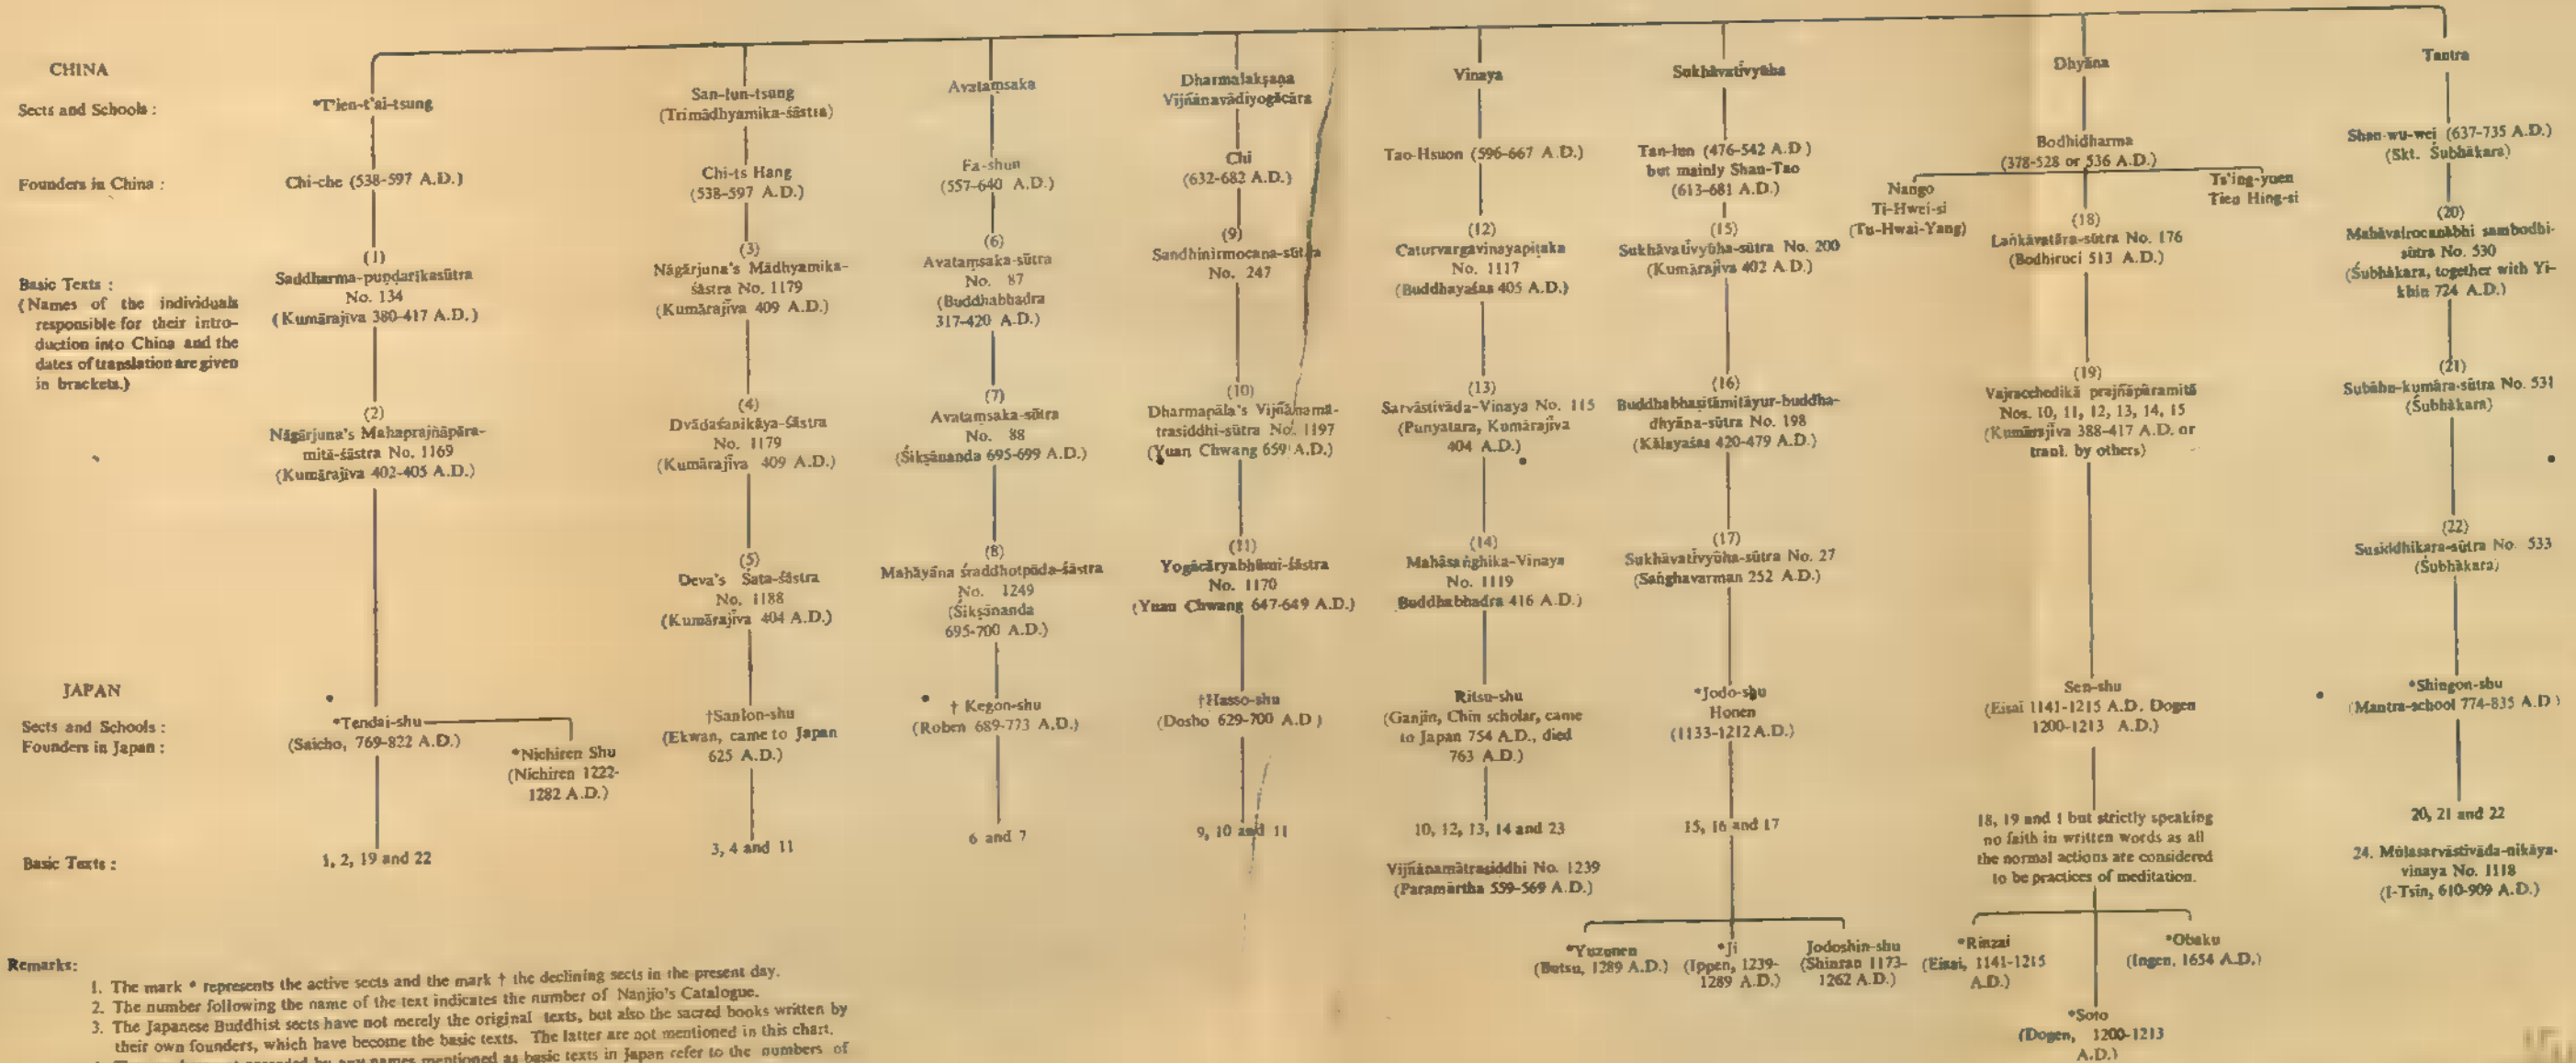 CHINA
Sects and Schools :
Founders in China :
Basic Texts :
(Names of the individuals
responsible for their intro-
duction into China and the
dates of translation are given
in brackets.)
*T'ien-t'ai-tsung
Chi-che (538-597 A.D.)
(1)
Saddharma-puṇḍarikasūtra
No. 134
(Kumārajīva 380-417 A.D.)
(2)
Nāgārjuna's Mahaprajñāpāra-
mitā-śāstra No. 1169
(Kumārajīva 402-405 A.D.)
San-lun-tsung
(Trimādhyamika-śāstra)
Chi-ts Hang
(538-597 A.D.)
(3)
Nāgārjuna's Mādhyamika-
śāstra No. 1179
(Kumārajīva 409 A.D.)
(4)
Dvādaśanikāya-śāstra
No. 1179
(Kumārajīva 409 A.D.)
(5)
Deva's Śata-śāstra
No. 1188
(Kumārajīva 404 A.D.)
Avataṃsaka
Fa-shun
(557-640 A.D.)
(6)
Avataṃsaka-sūtra
No. 87
(Buddhabhadra
317-420 A.D.)
(7)
Avataṃsaka-sūtra
No. 88
(Śikṣānanda 695-699 A.D.)
(8)
Mahāyāna śraddhotpāda-śāstra
No. 1249
(Śikṣānanda
695-700 A.D.)
Dharmalakṣaṇa
Vijñānavādiyogācāra
Chi
(632-682 A.D.)
(9)
Sandhinirmocana-sūtra
No. 247
(10)
Dharmapāla's Vijñānamā-
trasiddhi-sūtra No. 1197
(Yuan Chwang 659 A.D.)
(11)
Yogācāryabhūmi-śāstra
No. 1170
(Yuan Chwang 647-649 A.D.)
Vinaya
Tao-Hsuon (596-667 A.D.)
(12)
Caturvargavinayapiṭaka
No. 1117
(Buddhayaśas 405 A.D.)
(13)
Sarvāstivāda-Vinaya No. 115
(Punyatara, Kumārajīva
404 A.D.)
(14)
Mahāsaṅghika-Vinaya
No. 1119
Buddhabhadra 416 A.D.)
Sukhāvatīvyūha
Tan-lun (476-542 A.D.)
but mainly Shan-Tao
(613-681 A.D.)
(15)
Sukhāvatīvyūha-sūtra No. 200
(Kumārajīva 402 A.D.)
(16)
Buddhabhaṣitāmitāyur-buddha-
dhyāna-sūtra No. 198
(Kālayaśas 420-479 A.D.)
(17)
Sukhāvatīvyūha-sūtra No. 27
(Saṅghavarman 252 A.D.)
Dhyāna
Bodhidharma
(378-528 or 536 A.D.)
Nango
Ti-Hwei-si
(Tu-Hwai-Yang)
Ts'ing-yuen
Tien Hing-si
(18)
Laṅkāvatāra-sūtra No. 176
(Bodhiruci 513 A.D.)
(19)
Vajracchedikā prajñāpāramitā
Nos. 10, 11, 12, 13, 14, 15
(Kumārajīva 388-417 A.D. or
tranl. by others)
Tantra
Shan-wu-wei (637-735 A.D.)
(Skt. Śubhākara)
(20)
Mahāvairocanābhi sambodhi-
sūtra No. 530
(Śubhākara, together with Yi-
khin 724 A.D.)
(21)
Subāhu-kumāra-sūtra No. 531
(Śubhākara)
(22)
Susiddhikara-sūtra No. 533
(Śubhākara)
JAPAN
Sects and Schools :
Founders in Japan :
Basic Texts :
*Tendai-shu
(Saicho, 769-822 A.D.)
*Nichiren Shu
(Nichiren 1222-
1282 A.D.)
1, 2, 19 and 22
†Sanlon-shu
(Ekwan, came to Japan
625 A.D.)
3, 4 and 11
† Kegon-shu
(Roben 689-773 A.D.)
6 and 7
†Hasso-shu
(Dosho 629-700 A.D.)
9, 10 and 11
Ritsu-shu
(Ganjin, Chin scholar, came
to Japan 754 A.D., died
763 A.D.)
10, 12, 13, 14 and 23
Vijñānamātrasiddhi No. 1239
(Paramārtha 559-569 A.D.)
*Jodo-shu
Honen
(1133-1212 A.D.)
15, 16 and 17
*Yuzunen
(Butsu, 1289 A.D.)
*Ji
(Ippen, 1239-
1289 A.D.)
Jodoshin-shu
(Shinran 1173-
1262 A.D.)
Sen-shu
(Eisai 1141-1215 A.D. Dogen
1200-1213 A.D.)
18, 19 and 1 but strictly speaking
no faith in written words as all
the normal actions are considered
to be practices of meditation.
*Rinzai
(Eisai, 1141-1215
A.D.)
*Soto
(Dogen, 1200-1213
A.D.)
*Obaku
(Ingen, 1654 A.D.)
*Shingon-shu
(Mantra-school 774-835 A.D.)
20, 21 and 22
24. Mūlasarvāstivāda-nikāya-
vinaya No. 1118
(I-Tsin, 610-909 A.D.)
Remarks:
1. The mark * represents the active sects and the mark † the declining sects in the present day.
2. The number following the name of the text indicates the number of Nanjio's Catalogue.
3. The Japanese Buddhist sects have not merely the original texts, but also the sacred books written by
their own founders, which have become the basic texts. The latter are not mentioned in this chart.
by any names mentioned as basic texts in Japan refer to the numbers of